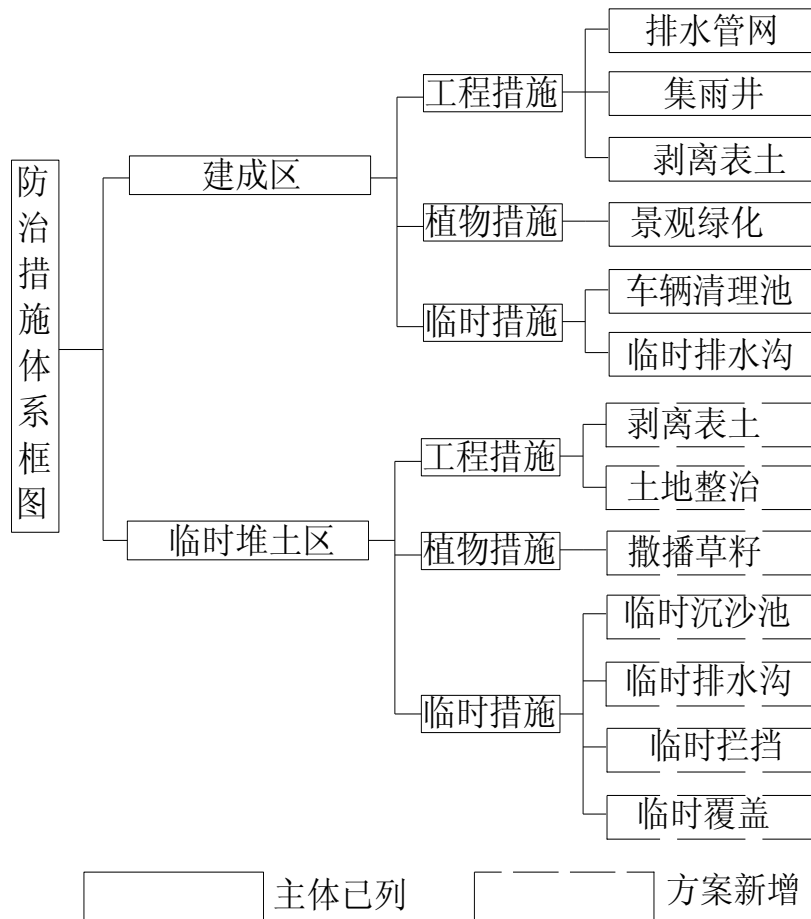 防治措施体系框图
建成区
工程措施
排水管网
集雨井
剥离表土
植物措施
景观绿化
临时措施
车辆清理池
临时排水沟
临时堆土区
工程措施
剥离表土
土地整治
植物措施
撒播草籽
临时措施
临时沉沙池
临时排水沟
临时拦挡
临时覆盖
主体已列
方案新增